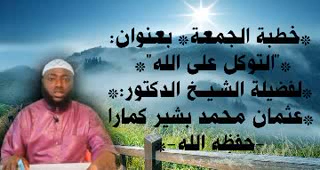 *خطبة الجمعة* بعنوان:
*"التوكل على الله"*
*لفضيلة الشيخ الدكتور:*
*عثمان محمد بشير كمارا
-حفظه الله-*